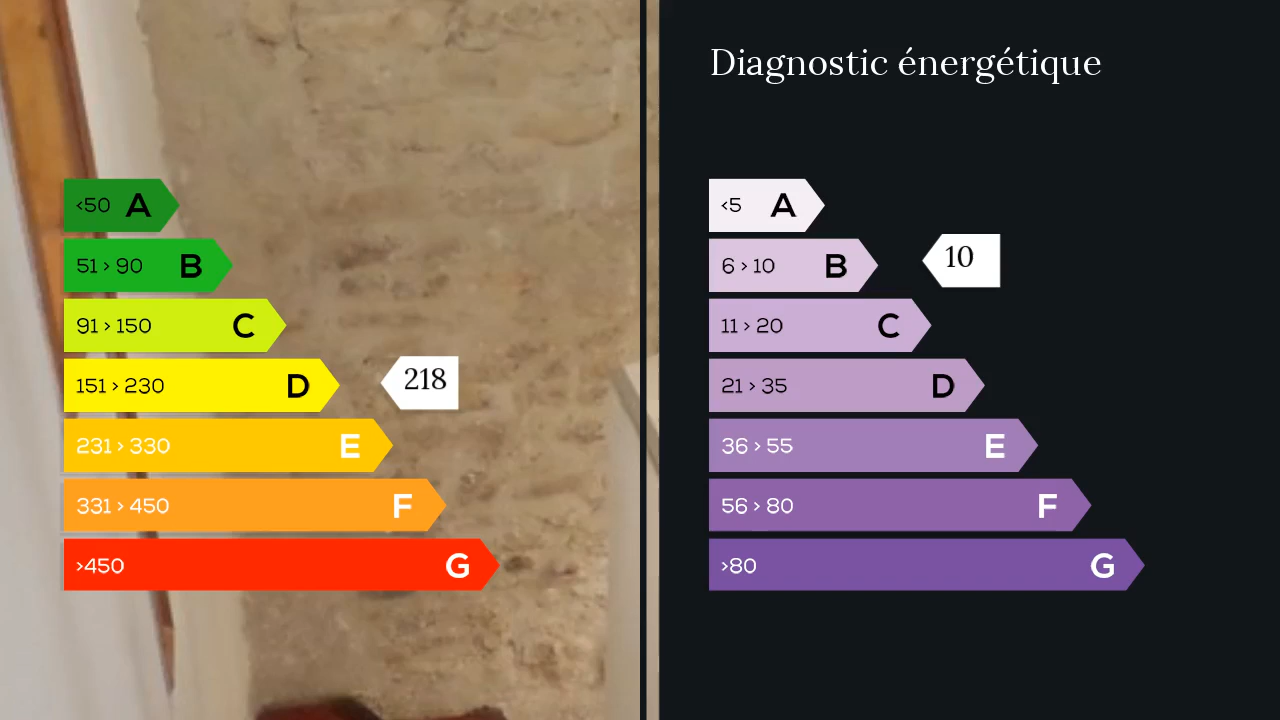 Diagnostic énergétique
<50 A
51 > 90 B
91 > 150 C
151 > 230 D
218
231 > 330 E
331 > 450 F
>450 G
<5 A
6 > 10 B
10
11 > 20 C
21 > 35 D
36 > 55 E
56 > 80 F
>80 G